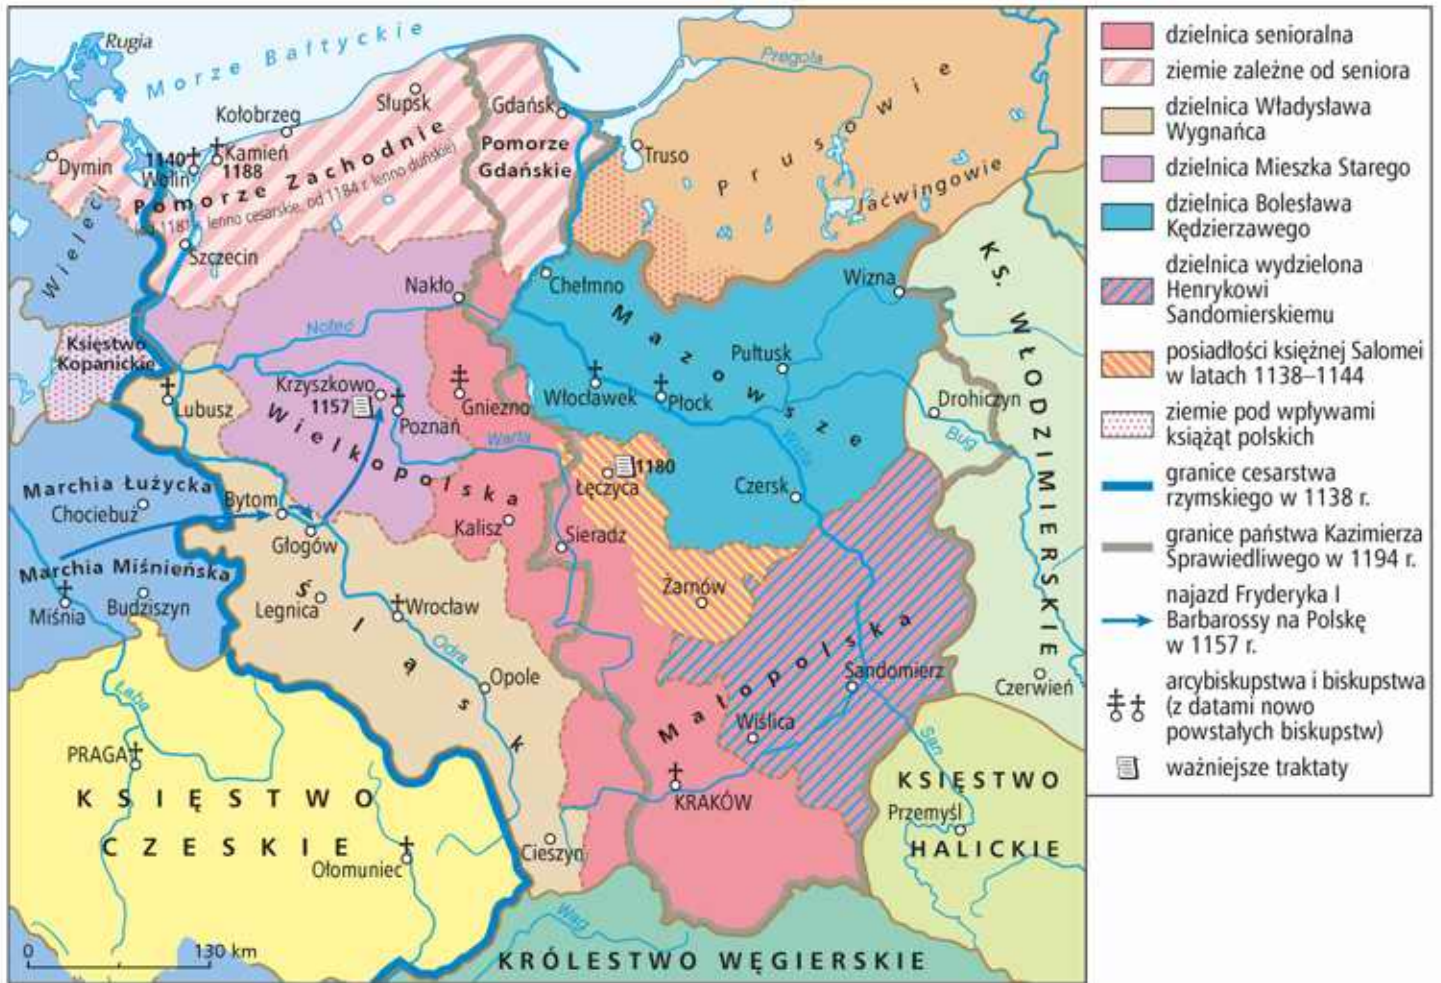 Rugia
Morze Bałtyckie
Pregoła
Prusowie
Jaćwingowie
Truso
Słupsk
Gdańsk
Kołobrzeg
Pomorze
Gdańskie
Dymin
1140
Wolin
Kamień
1188
Pomorze Zachodnie
lenno cesarskie, od 1184 r. lenno duńskie)
Wieleci
Szczecin
Nakło
Chełmno
Wizna
KS. WŁODZIMIERSKIE
Noteć
Księstwo
Kopanickie
Mazowsze
Pułtusk
Krzyszkowo
1157
Gniezno
Włocławek
Płock
Drohiczyn
Lubusz
Poznań
Wielkopolska
Warta
Wisła
Bug
1180
Łęczyca
Marchia Łużycka
Chociebuż
Bytom
Głogów
Kalisz
Sieradz
Czersk
Marchia Miśnieńska
Miśnia
Budziszyn
Legnica
Śląsk
Wrocław
Żarnów
Odra
Małopolska
Opole
Sandomierz
Czerwień
Łaba
Wiślica
San
PRAGA
KSIĘSTWO
CZESKIE
KRAKÓW
KSIĘSTWO
Przemyśl
HALICKIE
Ołomuniec
Cieszyn
Wag
0 130 km
KRÓLESTWO WĘGIERSKIE
dzielnica senioralna
ziemie zależne od seniora
dzielnica Władysława
Wygnańca
dzielnica Mieszka Starego
dzielnica Bolesława
Kędzierzawego
dzielnica wydzielona
Henrykowi
Sandomierskiemu
posiadłości księżnej Salomei
w latach 1138–1144
ziemie pod wpływami
książąt polskich
granice cesarstwa
rzymskiego w 1138 r.
granice państwa Kazimierza
Sprawiedliwego w 1194 r.
najazd Fryderyka I
Barbarossy na Polskę
w 1157 r.
arcybiskupstwa i biskupstwa
(z datami nowo
powstałych biskupstw)
ważniejsze traktaty